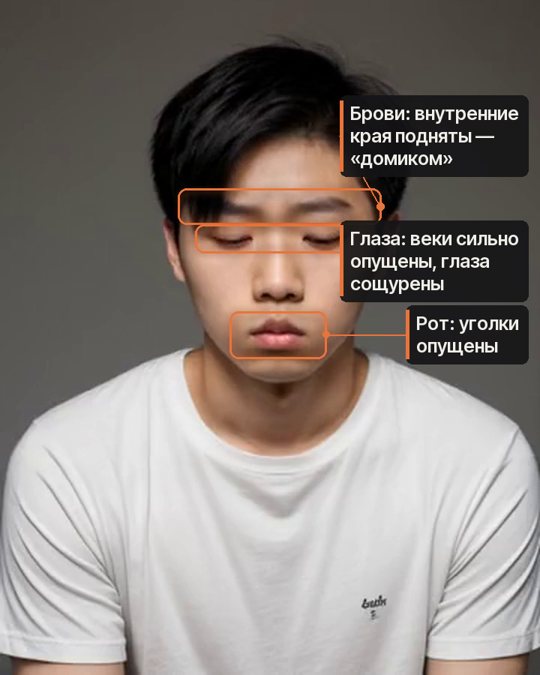 Брови: внутренние
края подняты —
«домиком»
Глаза: веки сильно
опущены, глаза
сощурены
Рот: уголки
опущены